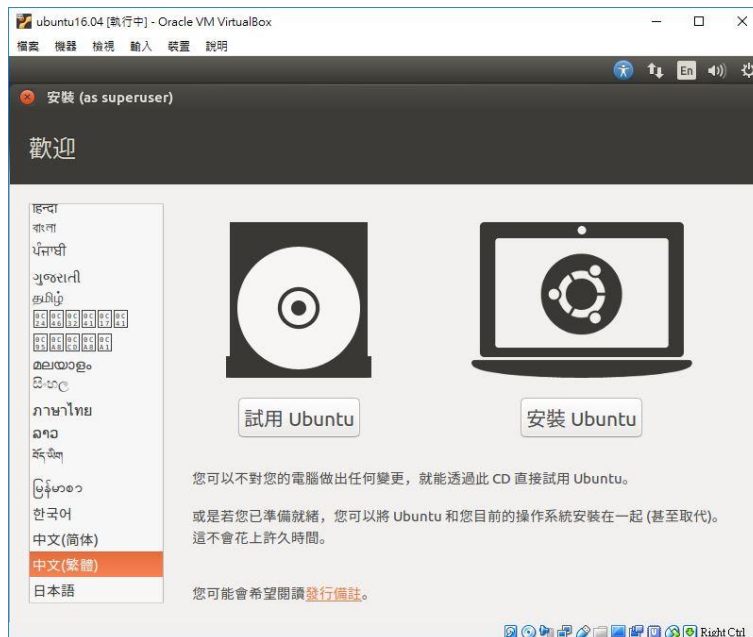 ubuntu16.04 [執行中] - Oracle VM VirtualBox
檔案 機器 檢視 輸入 裝置 說明
En
安裝 (as superuser)
歡迎
हिन्दी
বাংলা
ਪੰਜਾਬੀ
ગુજરાતી
தமிழ்
മലയാളം
සිංහල
ภาษาไทย
ລາວ
བོད་ཡིག
မြန်မာစာ
한국어
中文(简体)
中文(繁體)
日本語
試用 Ubuntu
安裝 Ubuntu
您可以不對您的電腦做出任何變更，就能透過此 CD 直接試用 Ubuntu。
或是若您已準備就緒，您可以將 Ubuntu 和您目前的操作系統安裝在一起 (甚至取代)。
這不會花上許久時間。
您可能會希望閱讀發行備註。
Right Ctrl